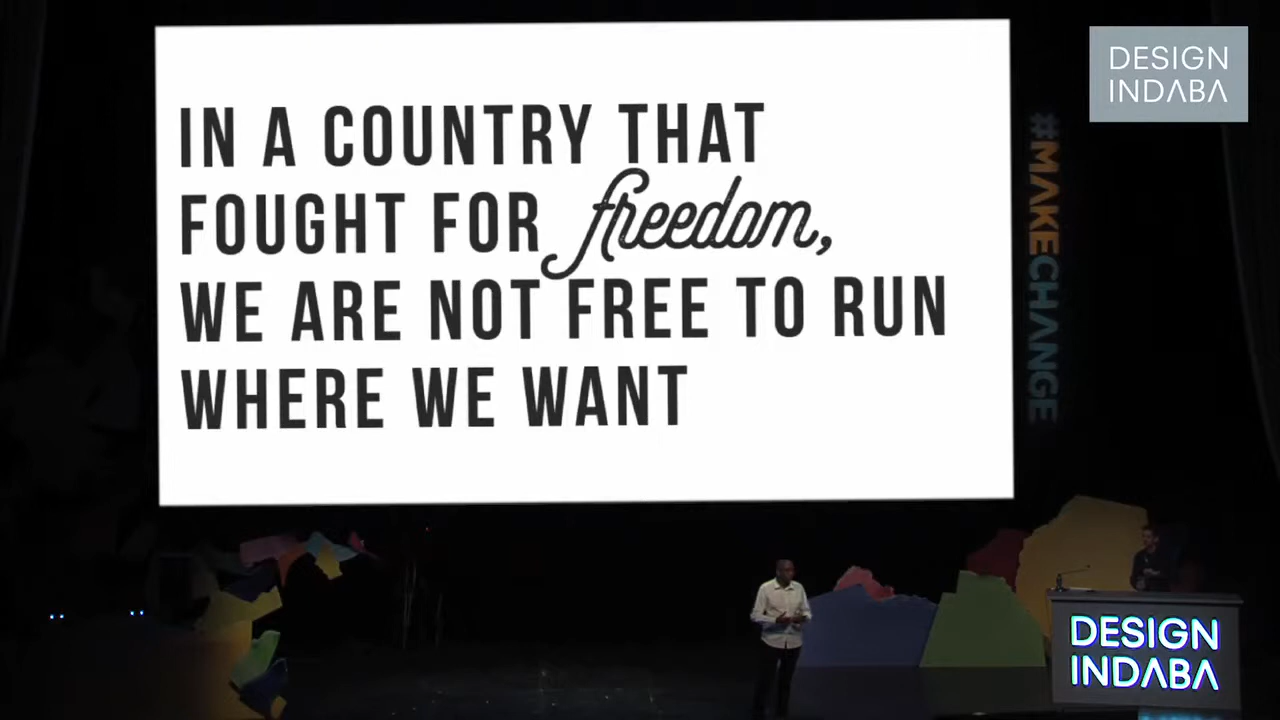 IN A COUNTRY THAT
FOUGHT FOR freedom,
WE ARE NOT FREE TO RUN
WHERE WE WANT
DESIGN
INDABA
#MAKECHANGE
DESIGN
INDABA